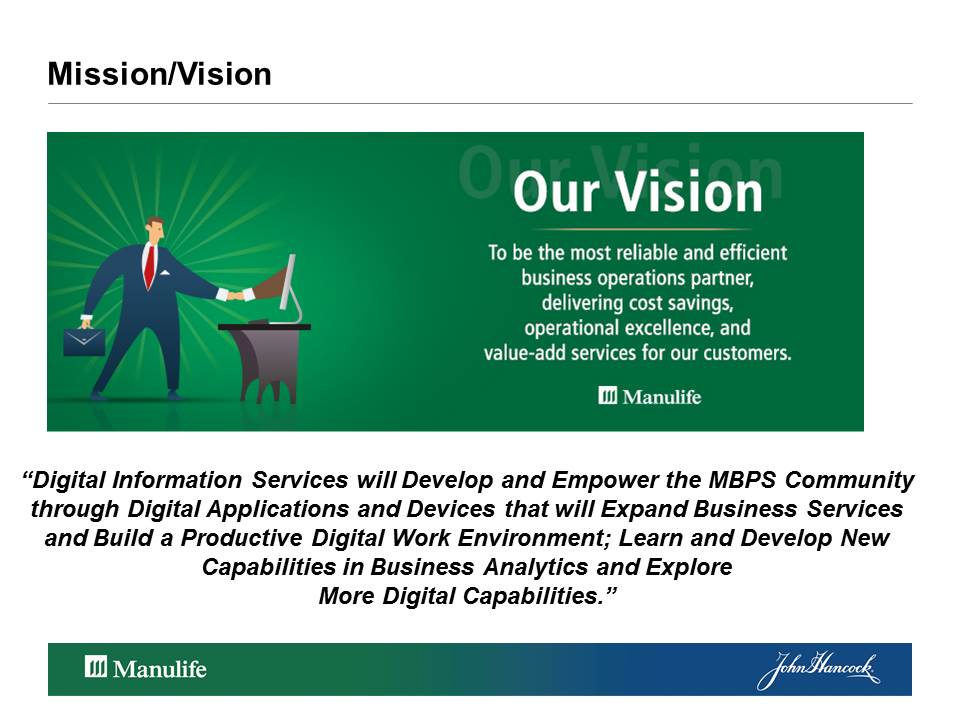 Mission/Vision
Our Vision
Our Vision
To be the most reliable and efficient
business operations partner,
delivering cost savings,
operational excellence, and
value-add services for our customers.
Manulife
“Digital Information Services will Develop and Empower the MBPS Community
through Digital Applications and Devices that will Expand Business Services
and Build a Productive Digital Work Environment; Learn and Develop New
Capabilities in Business Analytics and Explore
More Digital Capabilities.”
Manulife
John Hancock.